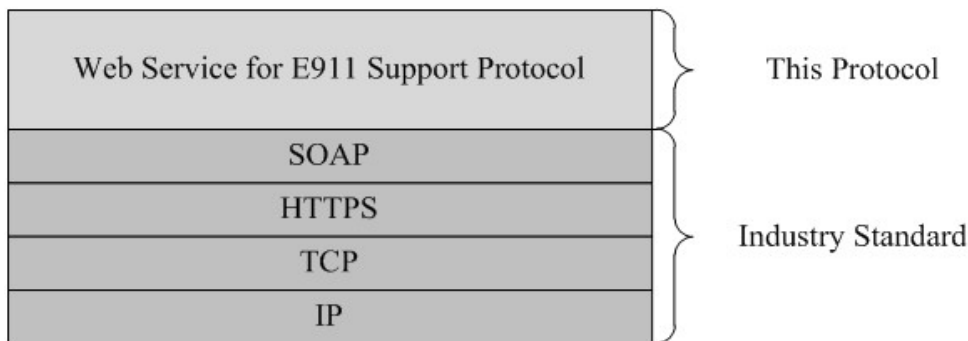 Web Service for E911 Support Protocol
This Protocol
SOAP
HTTPS
TCP
IP
Industry Standard